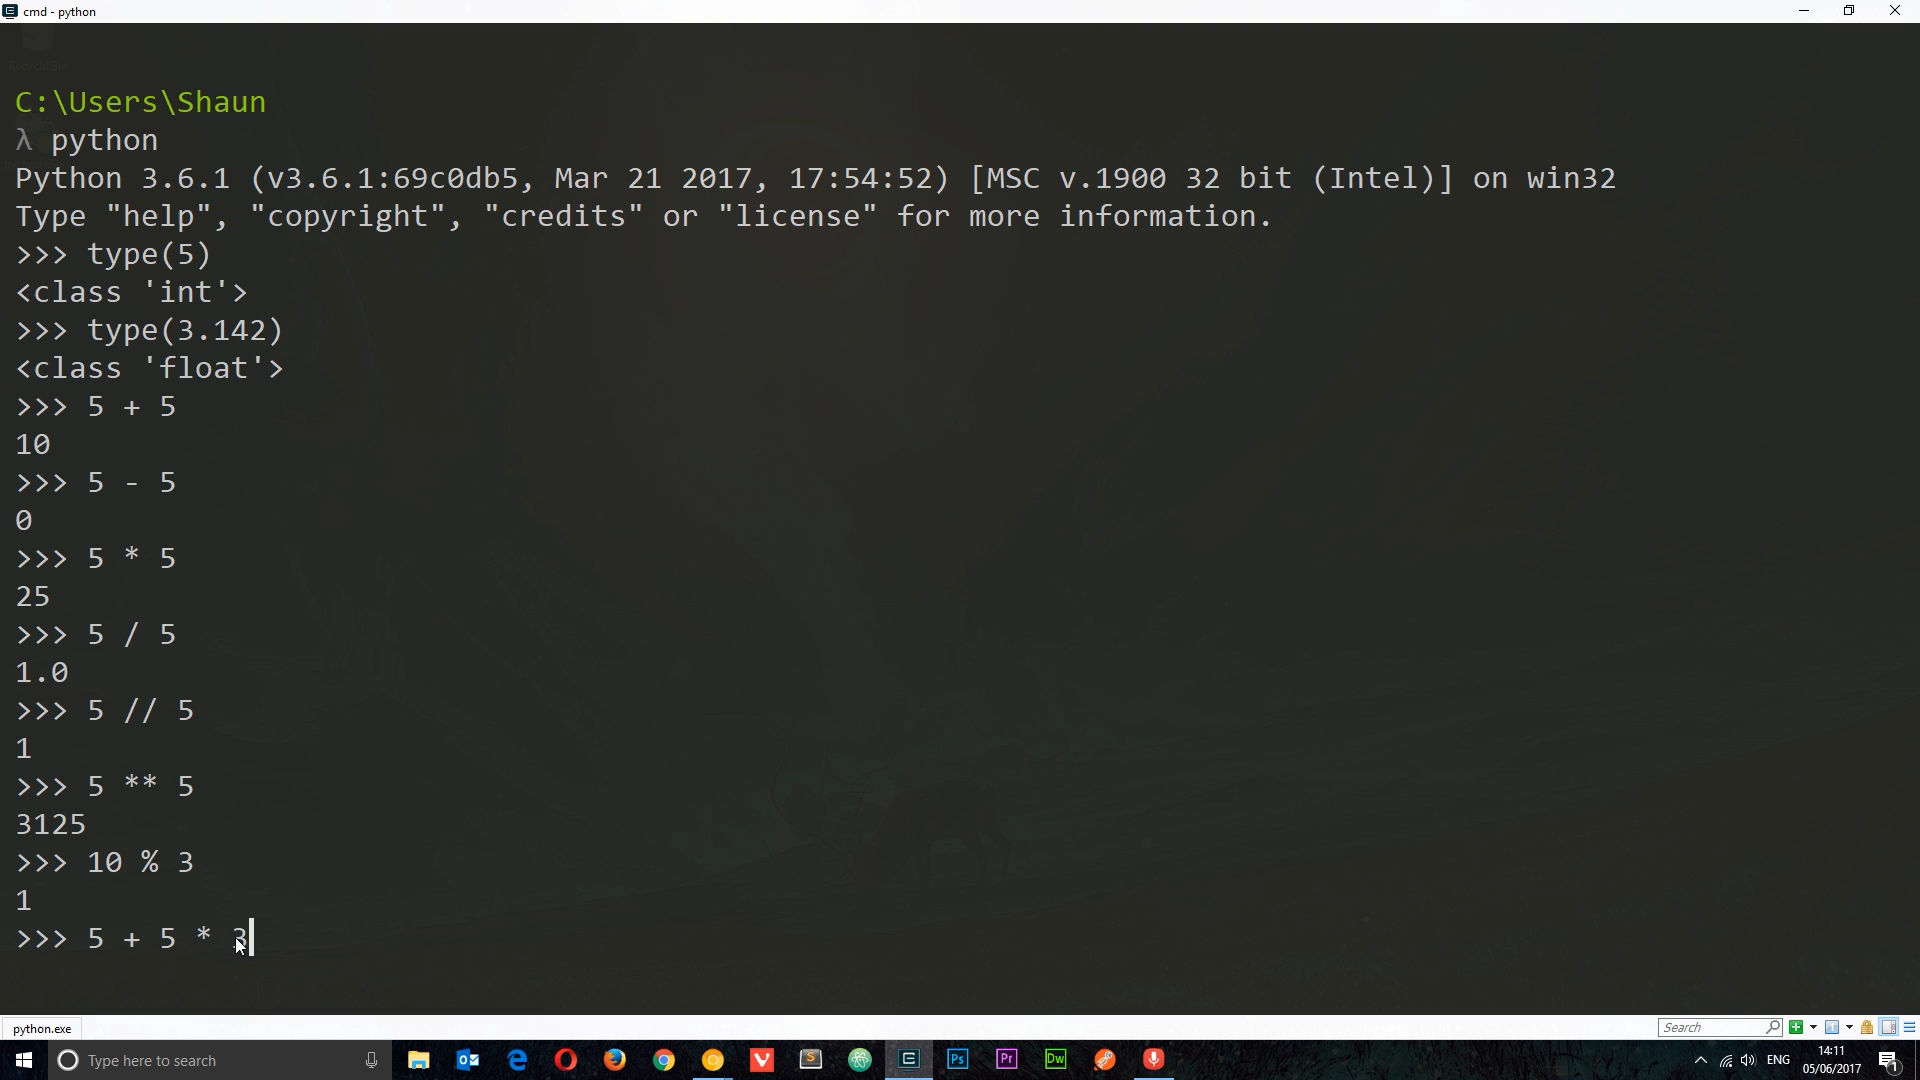 cmd - python
C:\Users\Shaun
λ python
Python 3.6.1 (v3.6.1:69c0db5, Mar 21 2017, 17:54:52) [MSC v.1900 32 bit (Intel)] on win32
Type "help", "copyright", "credits" or "license" for more information.
>>> type(5)
<class 'int'>
>>> type(3.142)
<class 'float'>
>>> 5 + 5
10
>>> 5 - 5
0
>>> 5 * 5
25
>>> 5 / 5
1.0
>>> 5 // 5
1
>>> 5 ** 5
3125
>>> 10 % 3
1
>>> 5 + 5 * 3
python.exe
Search
Type here to search
Ps
Pr
Dw
ENG
14:11
05/06/2017
1